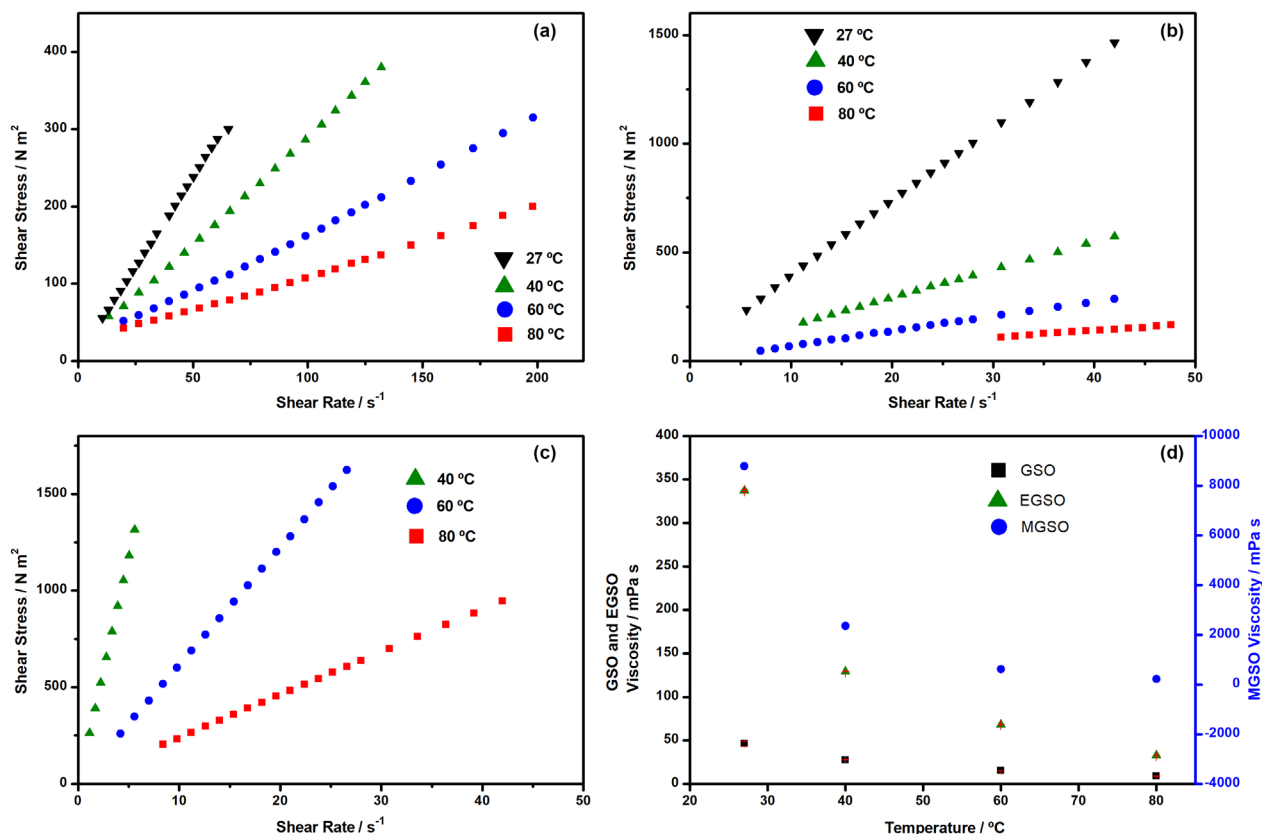 (a)
400
300
200
100
0
Shear Stress / N m²
27 ºC
40 ºC
60 ºC
80 ºC
0 50 100 150 200
Shear Rate / s⁻¹
(b)
1500
1000
500
0
Shear Stress / N m²
27 ºC
40 ºC
60 ºC
80 ºC
0 10 20 30 40 50
Shear Rate / s⁻¹
(c)
1500
1000
500
0
Shear Stress / N m²
40 ºC
60 ºC
80 ºC
0 10 20 30 40 50
Shear Rate / s⁻¹
(d)
400
350
300
250
200
150
100
50
0
GSO and EGSO
Viscosity / mPa s
GSO
EGSO
MGSO
10000
8000
6000
4000
2000
0
-2000
-4000
MGSO Viscosity / mPa s
20 30 40 50 60 70 80
Temperature / ºC